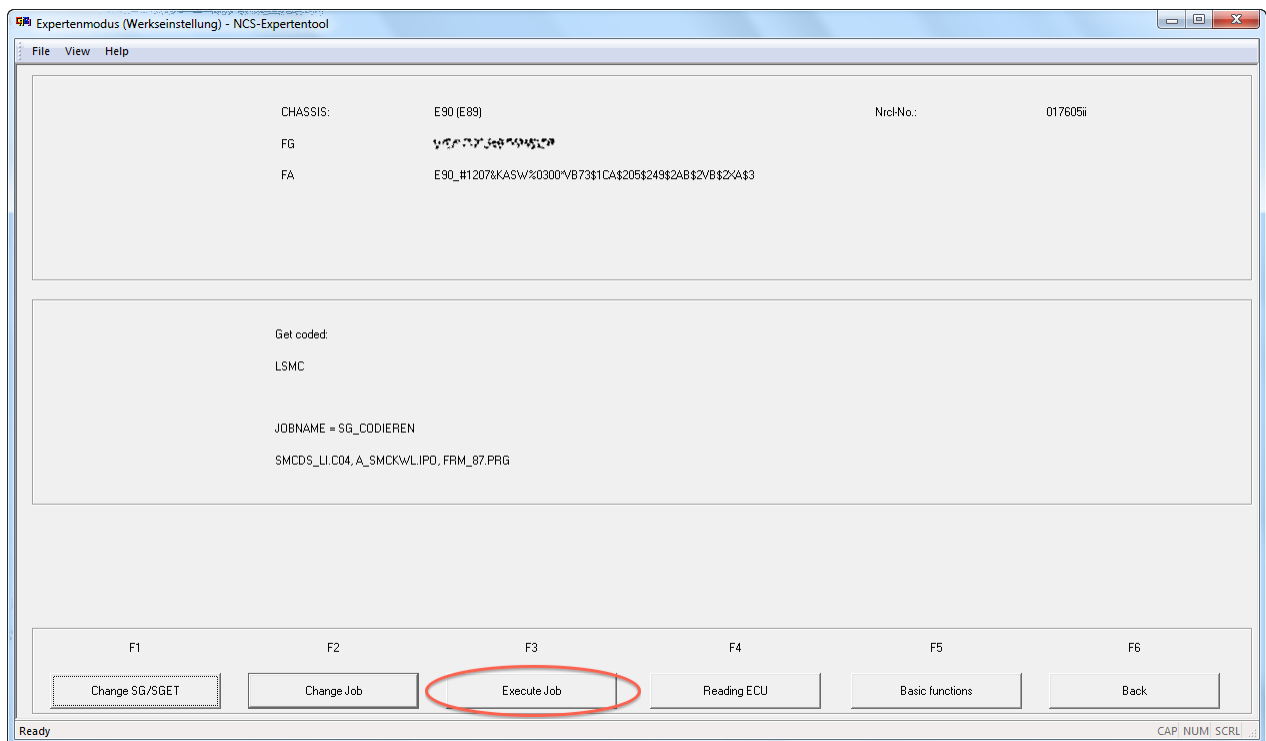 Expertenmodus (Werkseinstellung) - NCS-Expertentool
File View Help
CHASSIS: E90 (E89) Nrcl-No.: 017605ii
FG
FA E90_#1207&KASW%0300*VB73$1CA$205$249$2AB$2VB$2XA$3
Get coded:
LSMC
JOBNAME = SG_CODIEREN
SMCDS_LI.C04, A_SMCKWL.IPO, FRM_87.PRG
F1 F2 F3 F4 F5 F6
Change SG/SGET Change Job Execute Job Reading ECU Basic functions Back
Ready CAP NUM SCRL